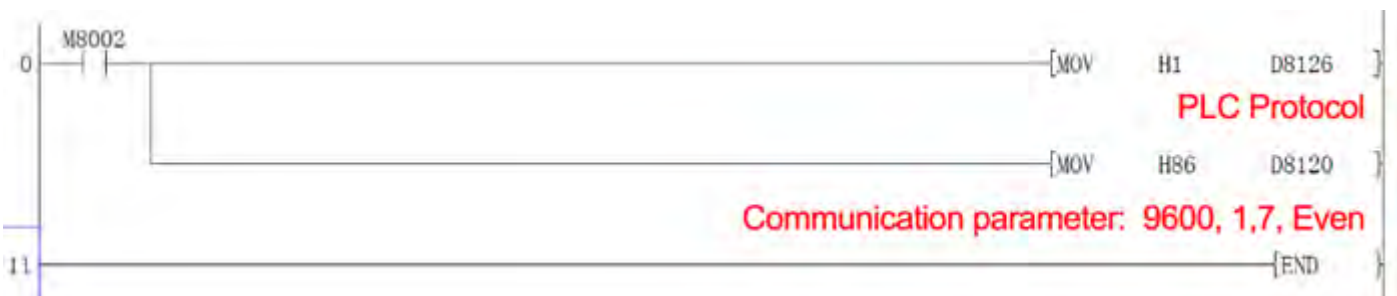 M8002
0 [MOV H1 D8126 ]
PLC Protocol
[MOV H86 D8120 ]
Communication parameter: 9600, 1,7, Even
11 [END ]